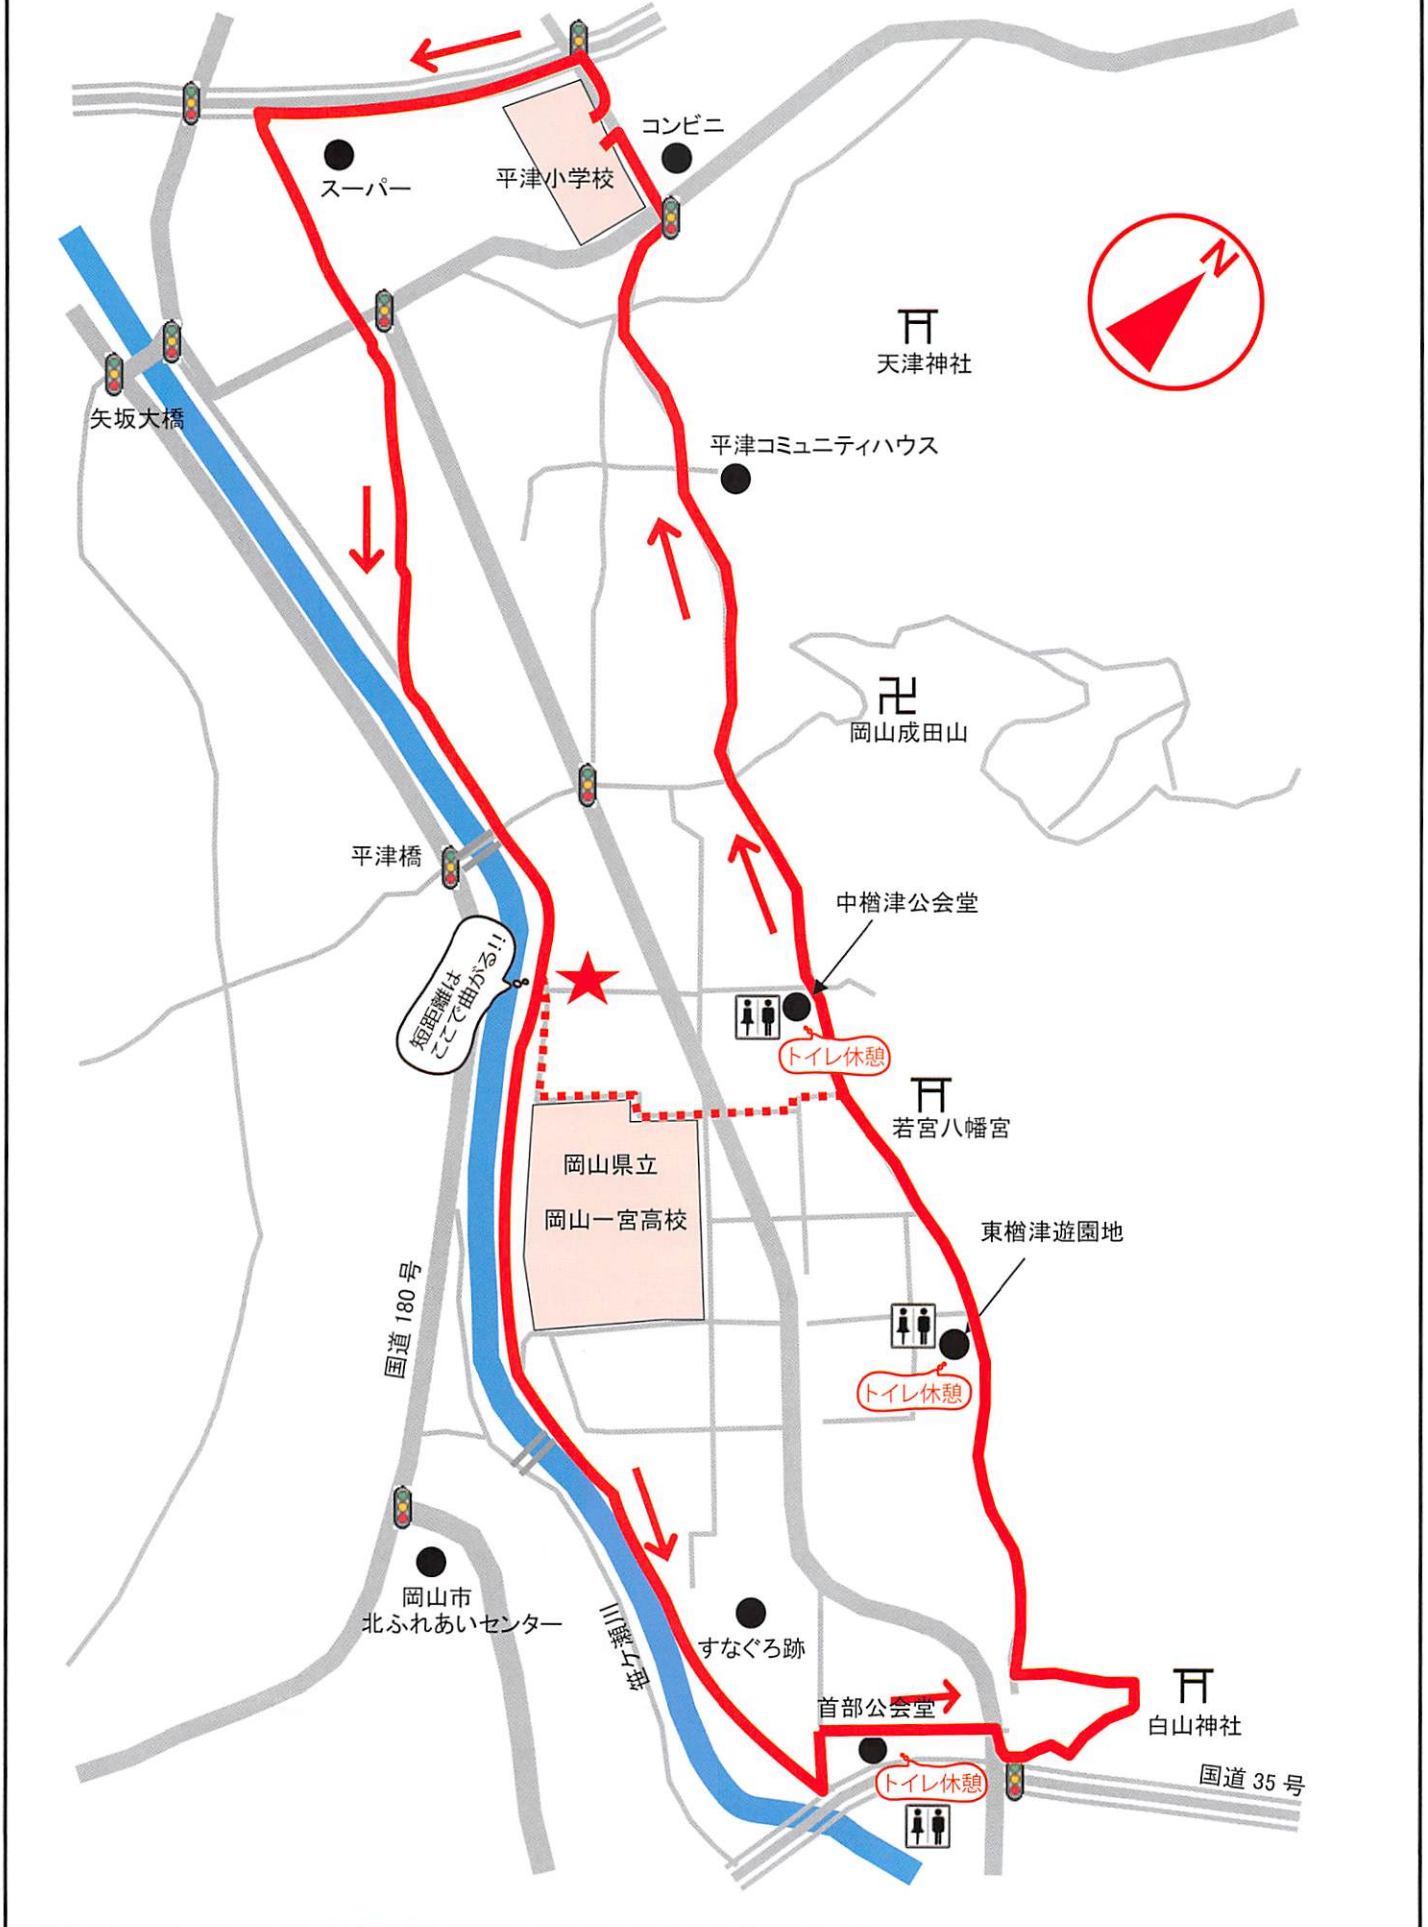 N
コンビニ
スーパー
平津小学校
天津神社
矢坂大橋
平津コミュニティハウス
岡山成田山
平津橋
中楢津公会堂
短距離は
ここで曲がる!!
トイレ休憩
若宮八幡宮
岡山県立
岡山一宮高校
東楢津遊園地
国道 180 号
トイレ休憩
岡山市
北ふれあいセンター
笹ケ瀬川
すなぐろ跡
首部公会堂
白山神社
トイレ休憩
国道 35 号